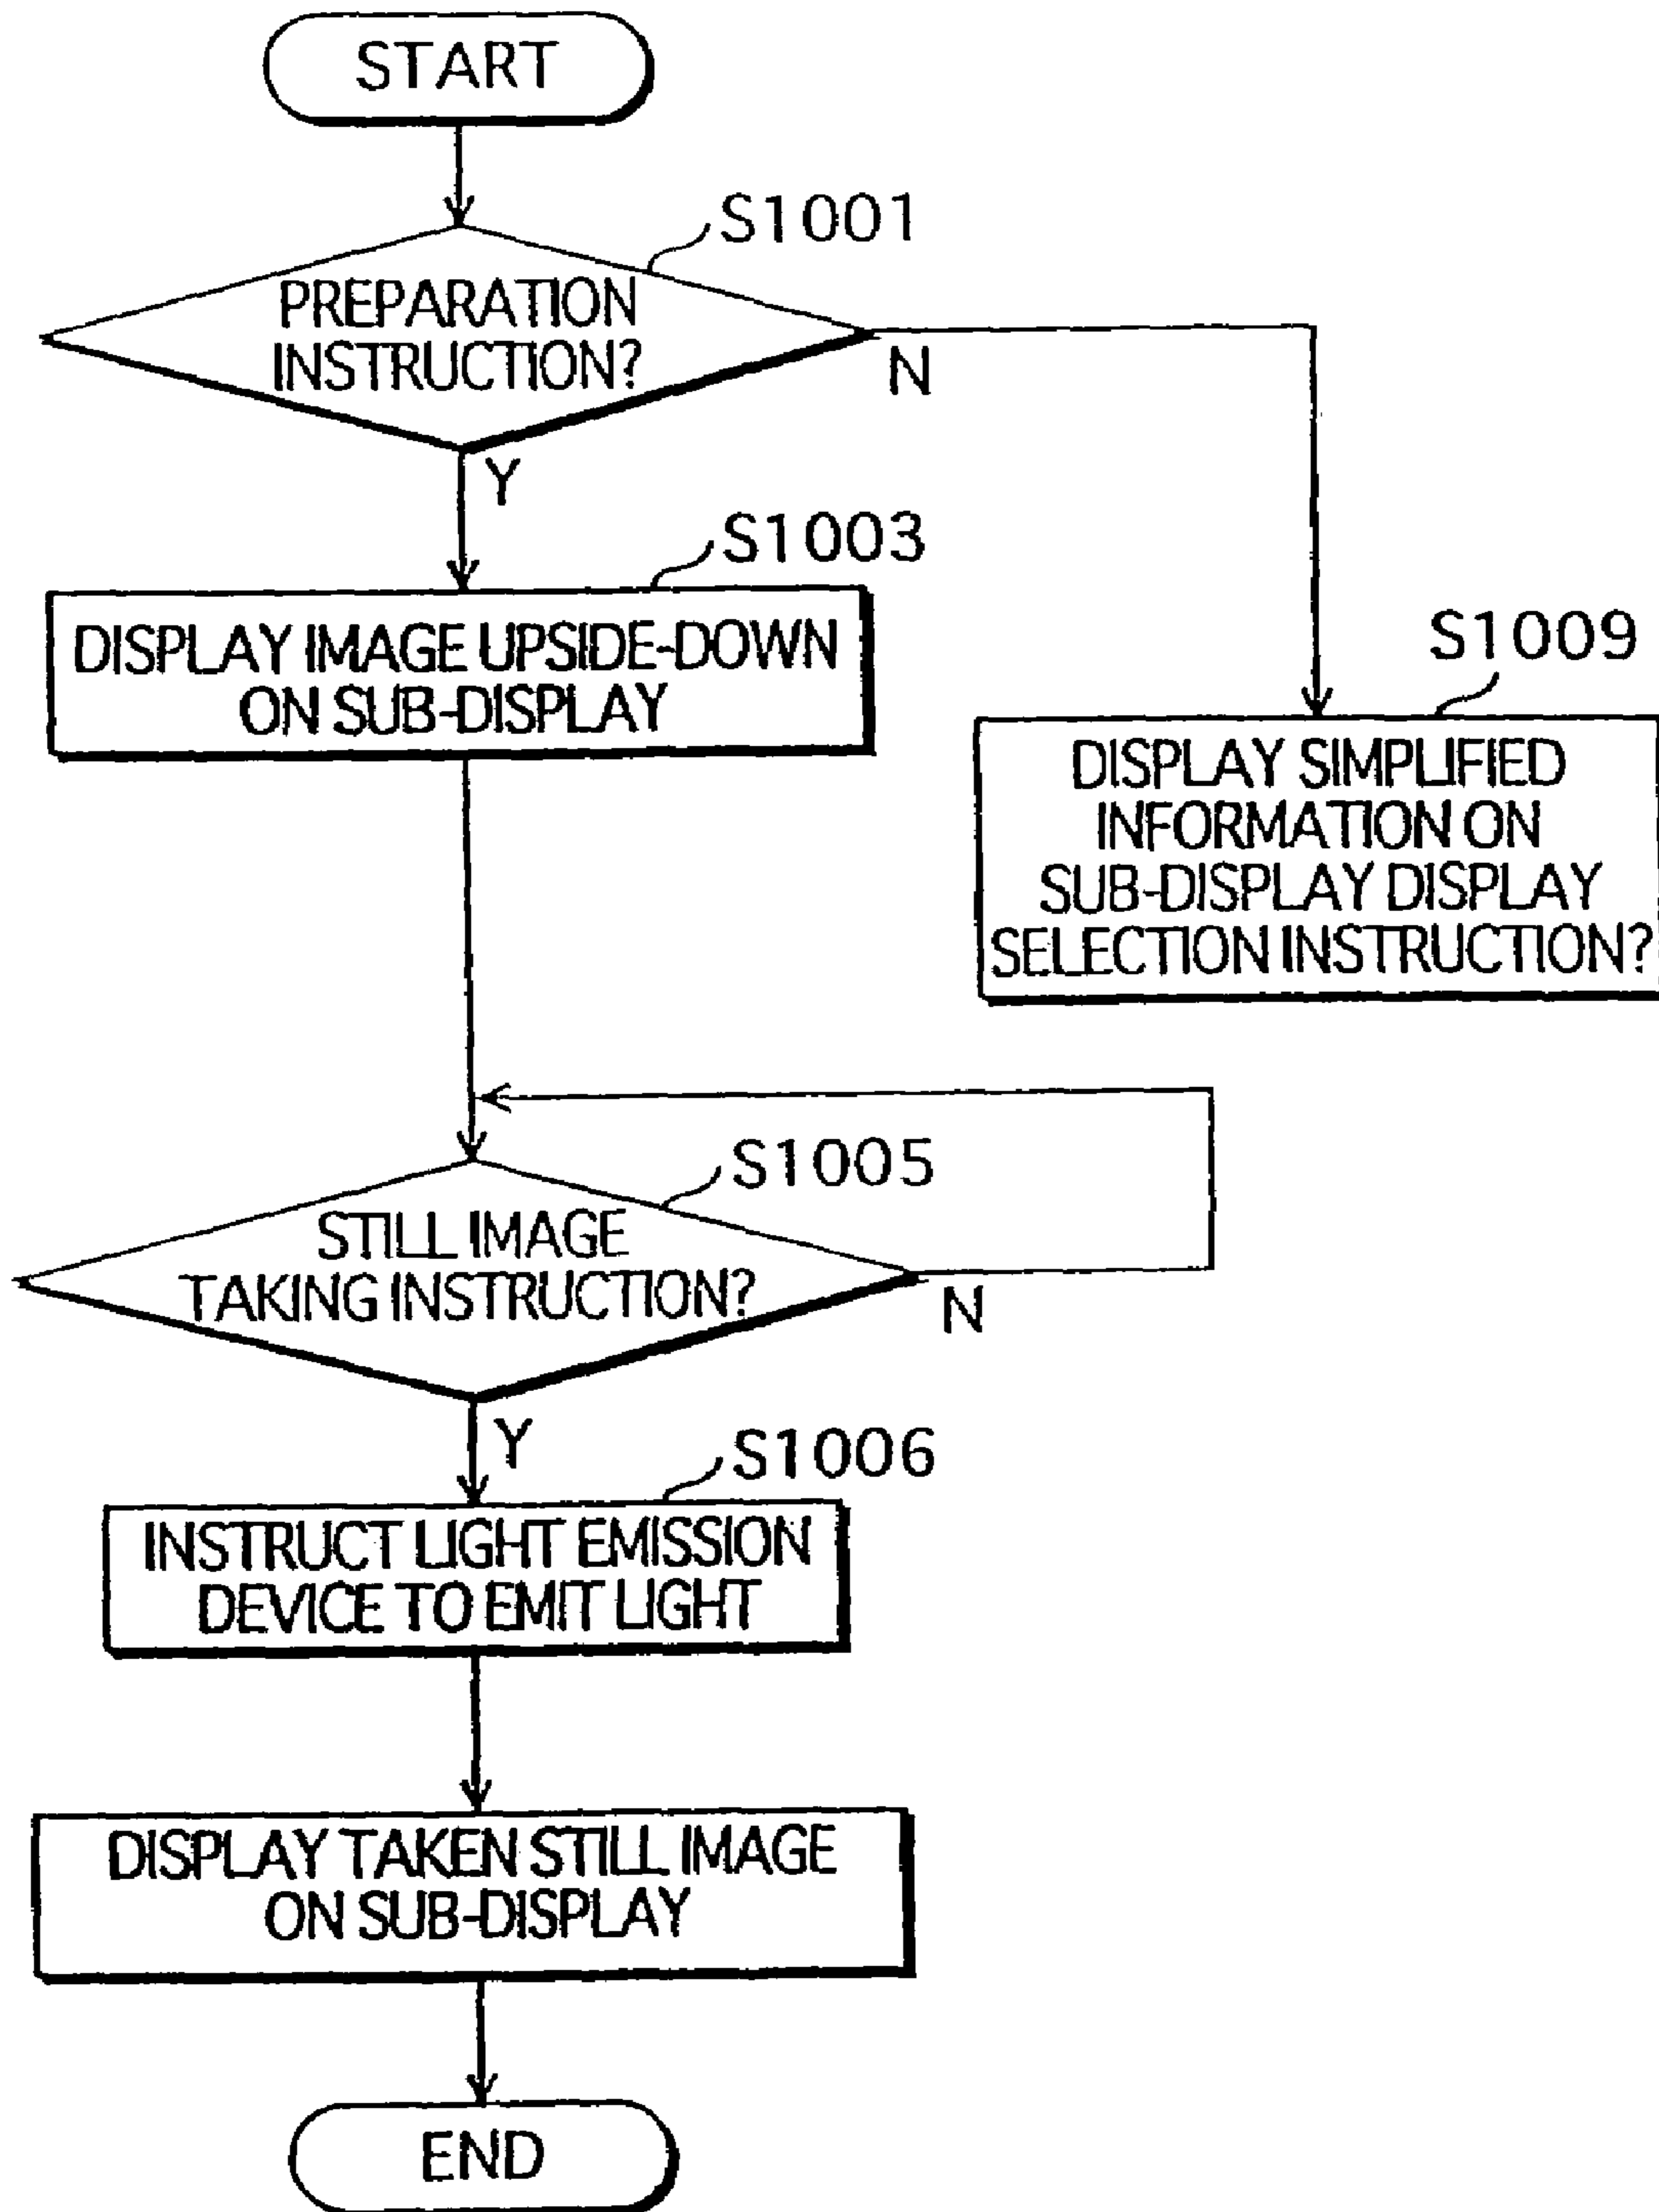 START
S1001
PREPARATION
INSTRUCTION?
N
Y
S1003
DISPLAY IMAGE UPSIDE-DOWN
ON SUB-DISPLAY
S1009
DISPLAY SIMPLIFIED
INFORMATION ON
SUB-DISPLAY DISPLAY
SELECTION INSTRUCTION?
S1005
STILL IMAGE
TAKING INSTRUCTION?
N
Y
S1006
INSTRUCT LIGHT EMISSION
DEVICE TO EMIT LIGHT
DISPLAY TAKEN STILL IMAGE
ON SUB-DISPLAY
END